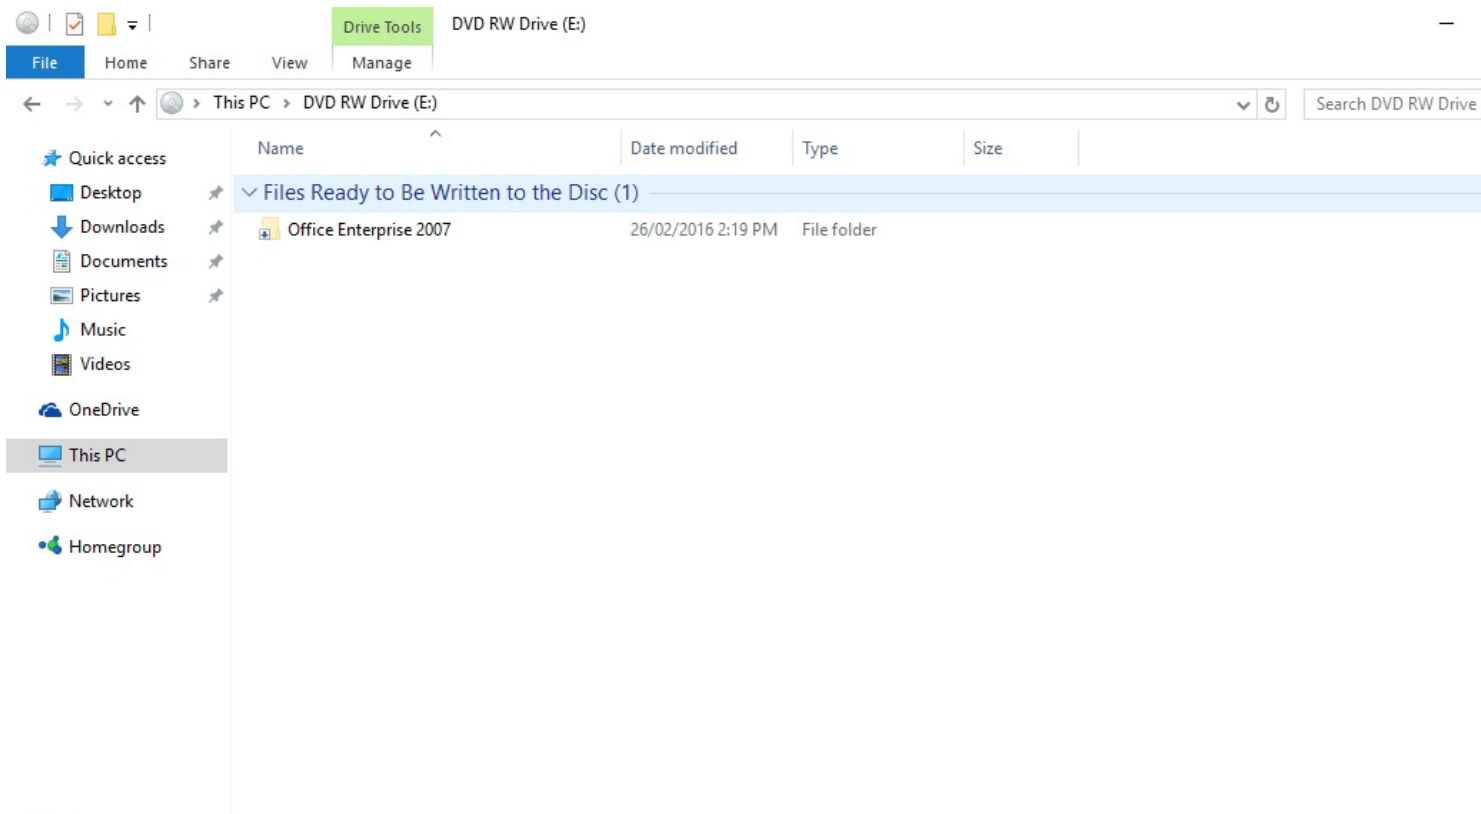 Drive Tools DVD RW Drive (E:)
File Home Share View Manage
This PC > DVD RW Drive (E:) Search DVD RW Drive
Name Date modified Type Size
Quick access
Desktop
Downloads
Documents
Pictures
Music
Videos
OneDrive
This PC
Network
Homegroup
Files Ready to Be Written to the Disc (1)
Office Enterprise 2007 26/02/2016 2:19 PM File folder